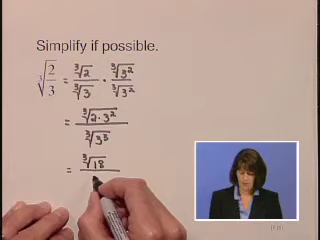 Simplify if possible.
∛(2/3) = ∛2/∛3 · ∛3²/∛3²
= ∛(2·3²)/∛3³
= ∛18/